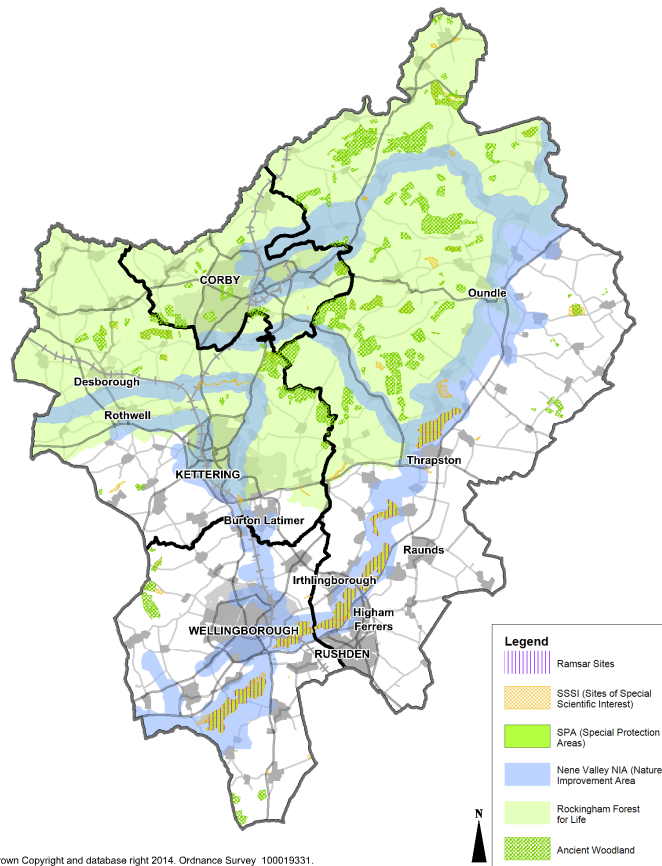 CORBY
Oundle
Desborough
Rothwell
KETTERING
Thrapston
Burton Latimer
Raunds
Irthlingborough
Higham
Ferrers
WELLINGBOROUGH
RUSHDEN
Legend
Ramsar Sites
SSSI (Sites of Special
Scientific Interest)
SPA (Special Protection
Areas)
Nene Valley NIA (Nature
Improvement Area
Rockingham Forest
for Life
Ancient Woodland
N
rown Copyright and database right 2014. Ordnance Survey 100019331.